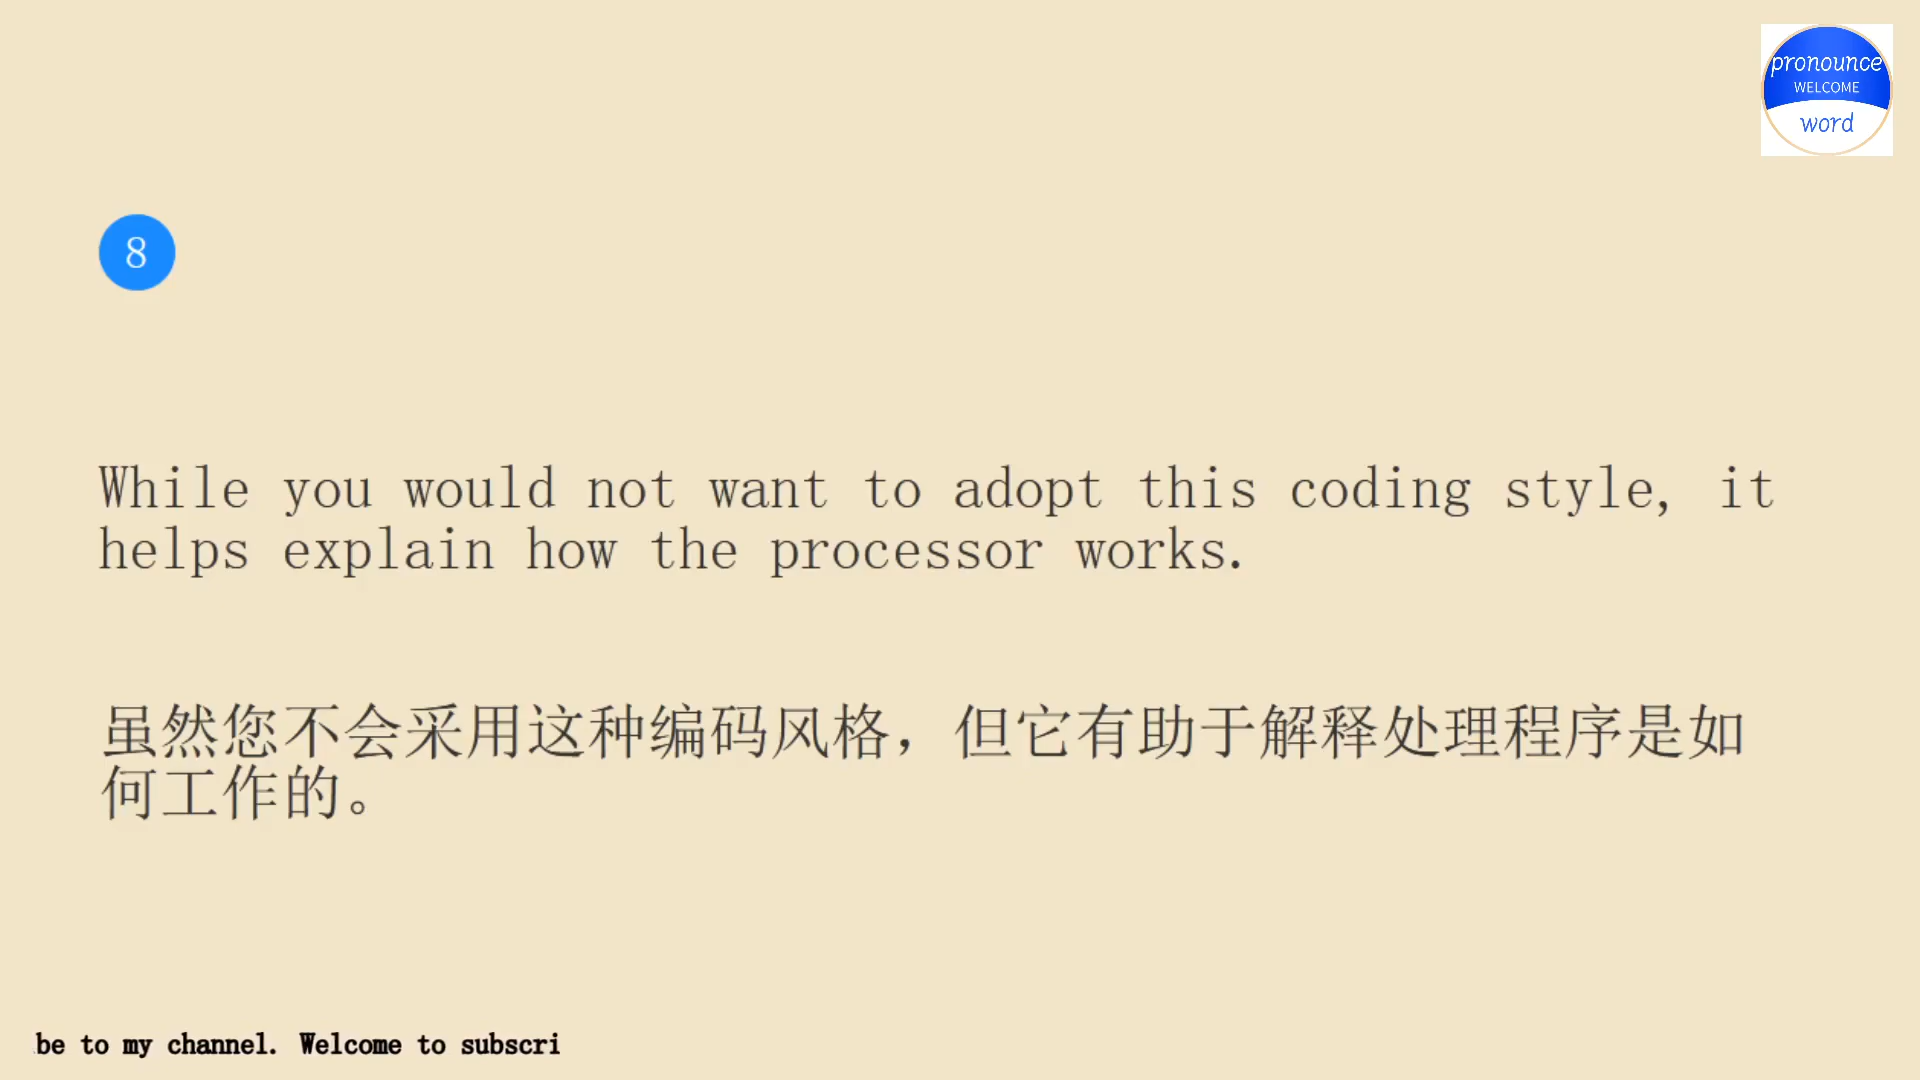 pronounce
WELCOME
word
8
While you would not want to adopt this coding style, it
helps explain how the processor works.
虽然您不会采用这种编码风格，但它有助于解释处理程序是如
何工作的。
be to my channel. Welcome to subscri